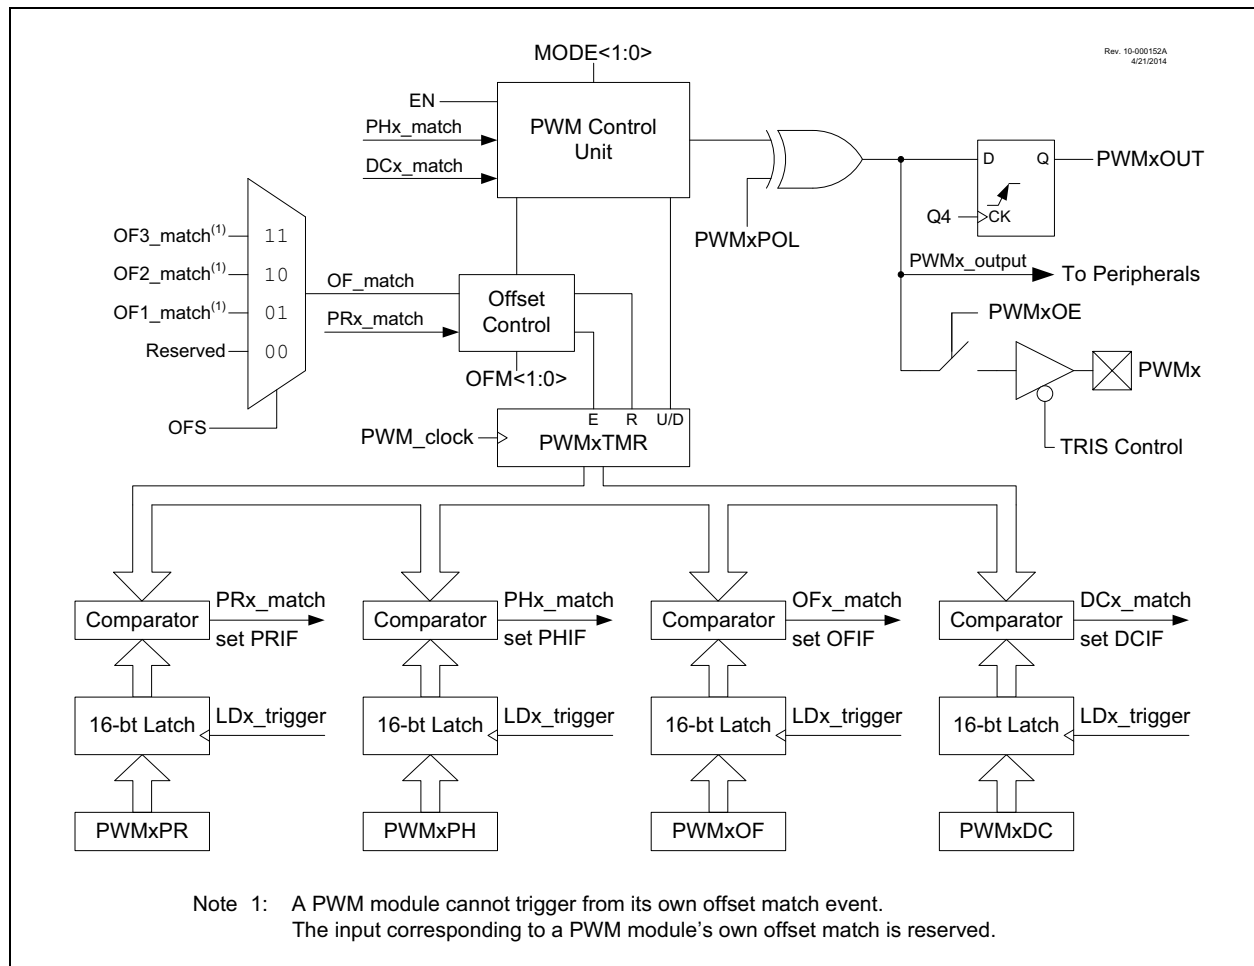 Rev. 10-000152A
4/21/2014
MODE<1:0>
EN
PHx_match
DCx_match
PWM Control
Unit
PWMxPOL
D Q
CK
Q4
PWMxOUT
PWMx_output
To Peripherals
PWMxOE
PWMx
TRIS Control
OF3_match(1) 11
OF2_match(1) 10
OF1_match(1) 01
Reserved 00
OFS
OF_match
PRx_match
Offset
Control
OFM<1:0>
E R U/D
PWM_clock
PWMxTMR
Comparator
PRx_match
set PRIF
Comparator
PHx_match
set PHIF
Comparator
OFx_match
set OFIF
Comparator
DCx_match
set DCIF
16-bt Latch
LDx_trigger
16-bt Latch
LDx_trigger
16-bt Latch
LDx_trigger
16-bt Latch
LDx_trigger
PWMxPR
PWMxPH
PWMxOF
PWMxDC
Note 1: A PWM module cannot trigger from its own offset match event.
The input corresponding to a PWM module's own offset match is reserved.